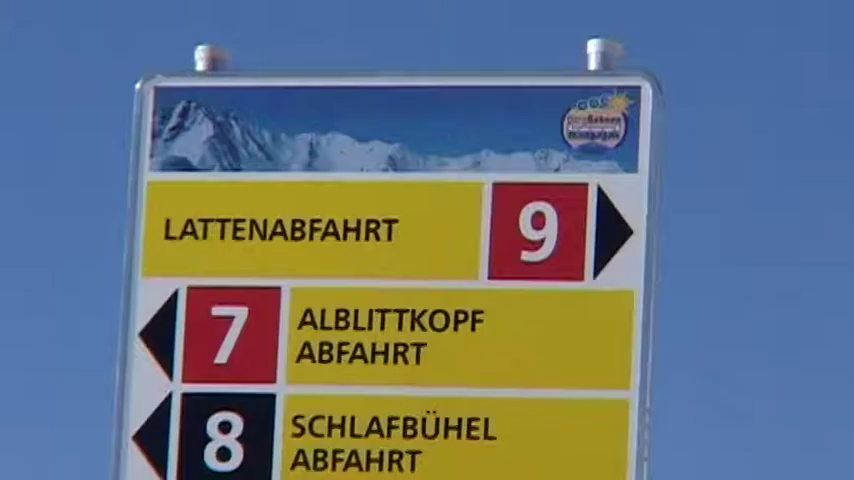 LATTENABFAHRT 9
7 ALBLITTKOPF
ABFAHRT
8 SCHLAFBÜHEL
ABFAHRT